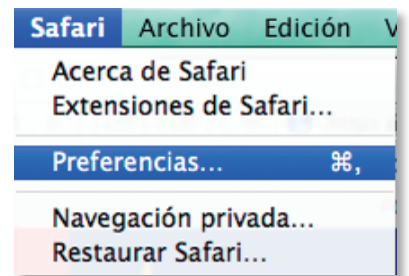 Safari Archivo Edición V
Acerca de Safari
Extensiones de Safari...
Preferencias... ⌘,
Navegación privada...
Restaurar Safari...